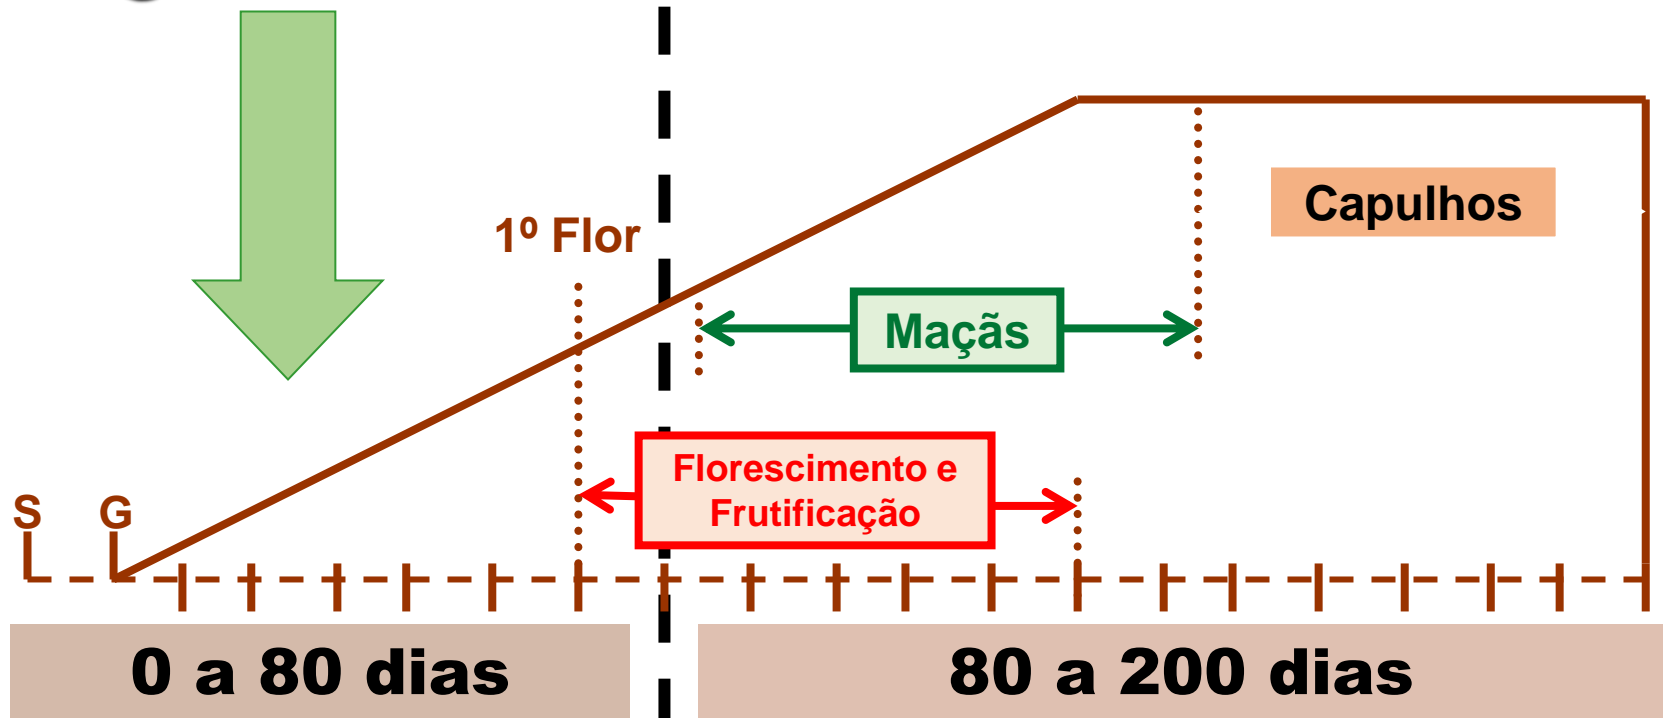 1º Flor
Capulhos
Maçãs
Florescimento e
Frutificação
S
G
0 a 80 dias
80 a 200 dias